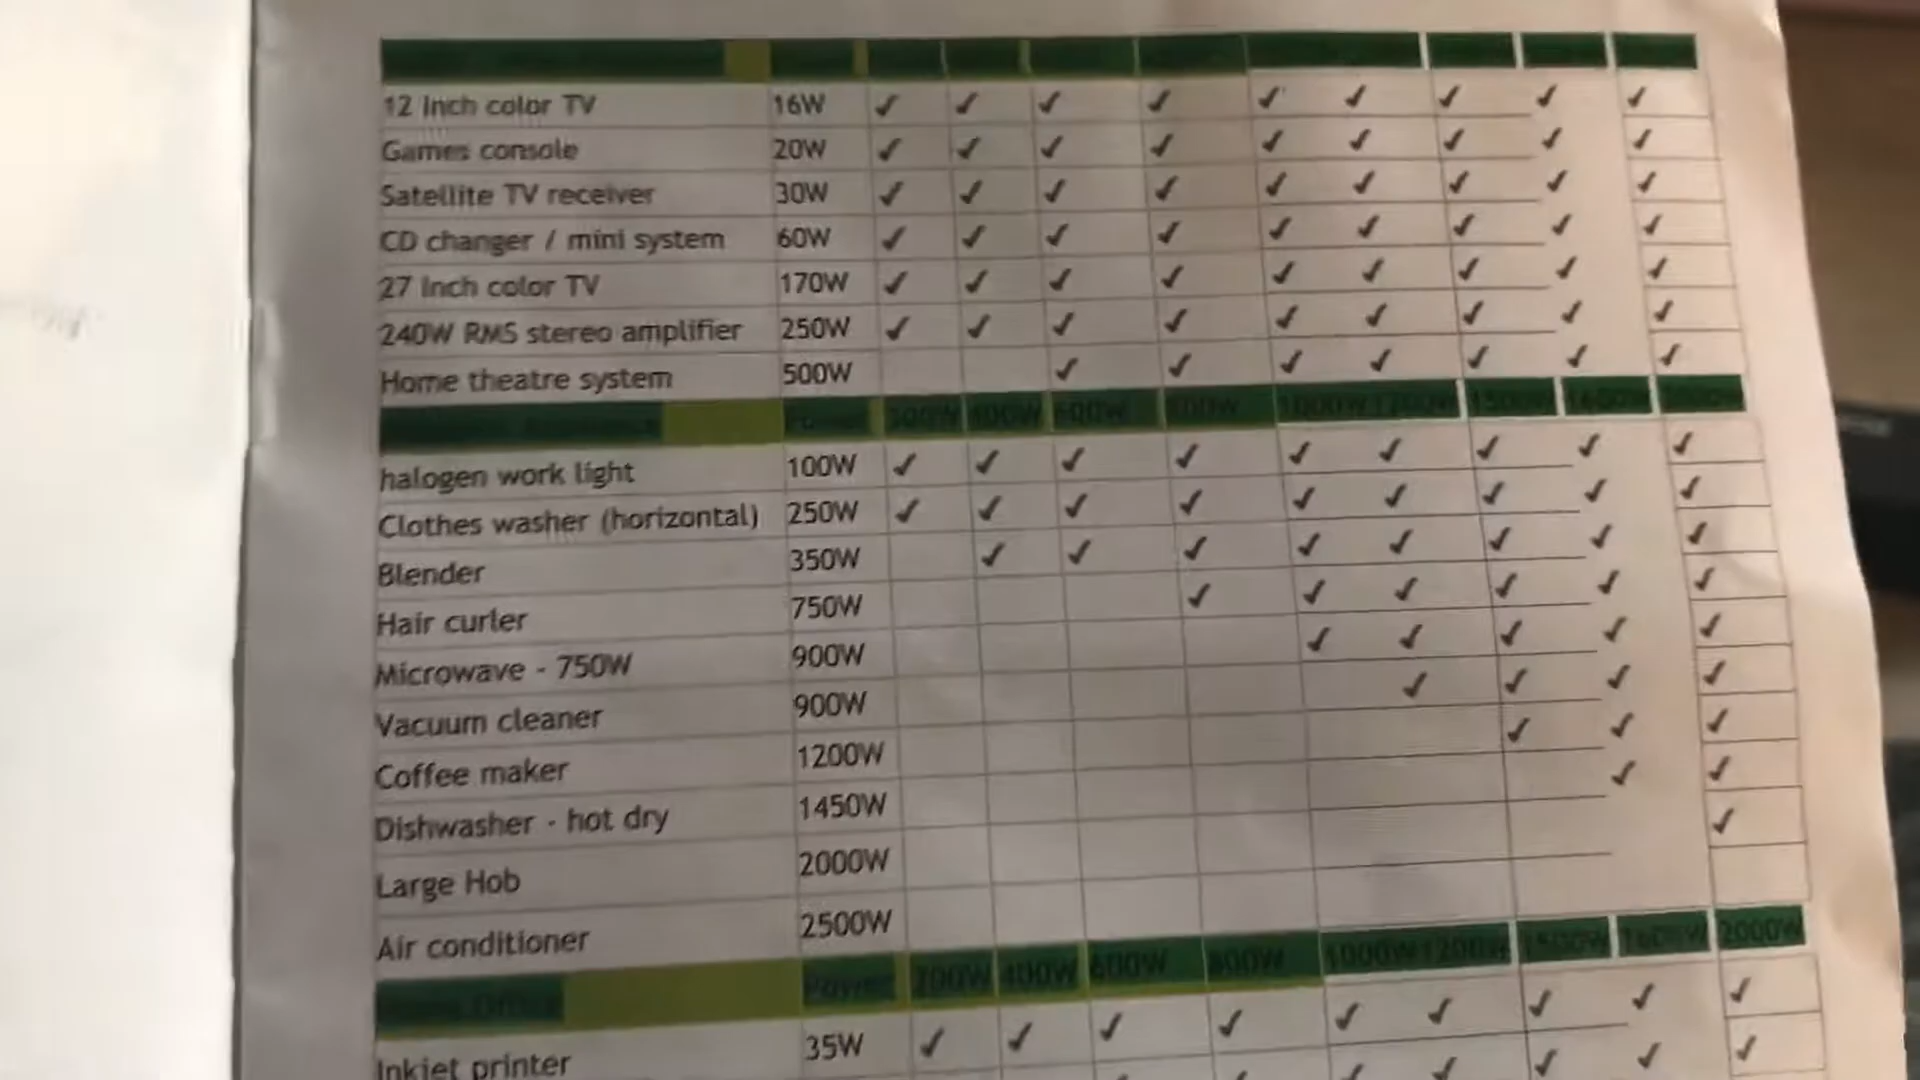 12 Inch color TV 16W ✓ ✓ ✓ ✓ ✓ ✓ ✓ ✓ ✓
Games console 20W ✓ ✓ ✓ ✓ ✓ ✓ ✓ ✓ ✓
Satellite TV receiver 30W ✓ ✓ ✓ ✓ ✓ ✓ ✓ ✓ ✓
CD changer / mini system 60W ✓ ✓ ✓ ✓ ✓ ✓ ✓ ✓ ✓
27 Inch color TV 170W ✓ ✓ ✓ ✓ ✓ ✓ ✓ ✓ ✓
240W RMS stereo amplifier 250W ✓ ✓ ✓ ✓ ✓ ✓ ✓ ✓ ✓
Home theatre system 500W ✓ ✓ ✓ ✓ ✓ ✓ ✓
Power 300W 400W 600W 800W 1000W 1200W 1500W 1600W 2000W
halogen work light 100W ✓ ✓ ✓ ✓ ✓ ✓ ✓ ✓ ✓
Clothes washer (horizontal) 250W ✓ ✓ ✓ ✓ ✓ ✓ ✓ ✓ ✓
Blender 350W ✓ ✓ ✓ ✓ ✓ ✓ ✓ ✓
Hair curler 750W ✓ ✓ ✓ ✓ ✓ ✓
Microwave - 750W 900W ✓ ✓ ✓ ✓ ✓
Vacuum cleaner 900W ✓ ✓ ✓ ✓
Coffee maker 1200W ✓ ✓ ✓
Dishwasher - hot dry 1450W ✓ ✓
Large Hob 2000W ✓
Air conditioner 2500W
Power 400W 600W 800W 1000W 1200W 1500W 1600W 2000W
Inkjet printer 35W ✓ ✓ ✓ ✓ ✓ ✓ ✓ ✓ ✓